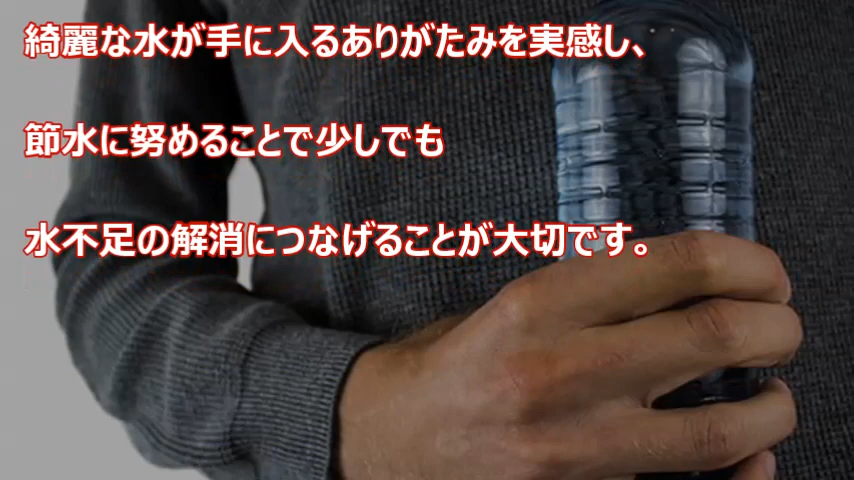 綺麗な水が手に入るありがたみを実感し、
節水に努めることで少しでも
水不足の解消につなげることが大切です。